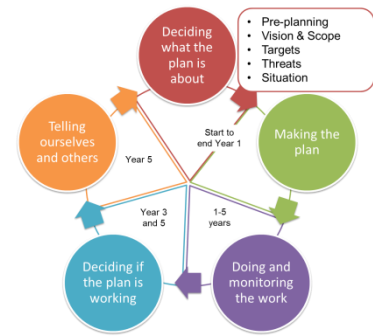 Deciding
what the
plan is
about
• Pre-planning
• Vision & Scope
• Targets
• Threats
• Situation
Telling
ourselves
and others
Making the
plan
Start to
end Year 1
Year 5
Year 3
and 5
1-5
years
Deciding if
the plan is
working
Doing and
monitoring
the work